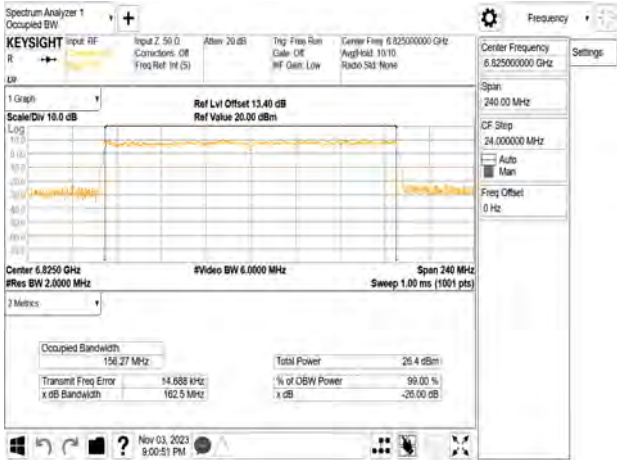 Spectrum Analyzer 1
Occupied BW
+
Frequency
KEYSIGHT Input: RF
R
Input Z: 50 Ω
Corrections: Off
Freq Ref: Int (S)
Atten: 20 dB
Trig: Free Run
Gate: Off
#IF Gain: Low
Center Freq: 6.825000000 GHz
Avg|Hold: 10/10
Radio Std: None
Center Frequency
6.825000000 GHz
Settings
Span
240.00 MHz
CF Step
24.000000 MHz
Auto
Man
Freq Offset
0 Hz
1 Graph
Scale/Div 10.0 dB
Ref Lvl Offset 13.40 dB
Ref Value 20.00 dBm
Log
10.0
Center 6.8250 GHz
#Res BW 2.0000 MHz
#Video BW 6.0000 MHz
Span 240 MHz
Sweep 1.00 ms (1001 pts)
2 Metrics
Occupied Bandwidth
156.27 MHz
Total Power
26.4 dBm
Transmit Freq Error
14.688 kHz
% of OBW Power
99.00 %
x dB Bandwidth
162.5 MHz
x dB
-26.00 dB
?
Nov 03, 2023
9:00:51 PM